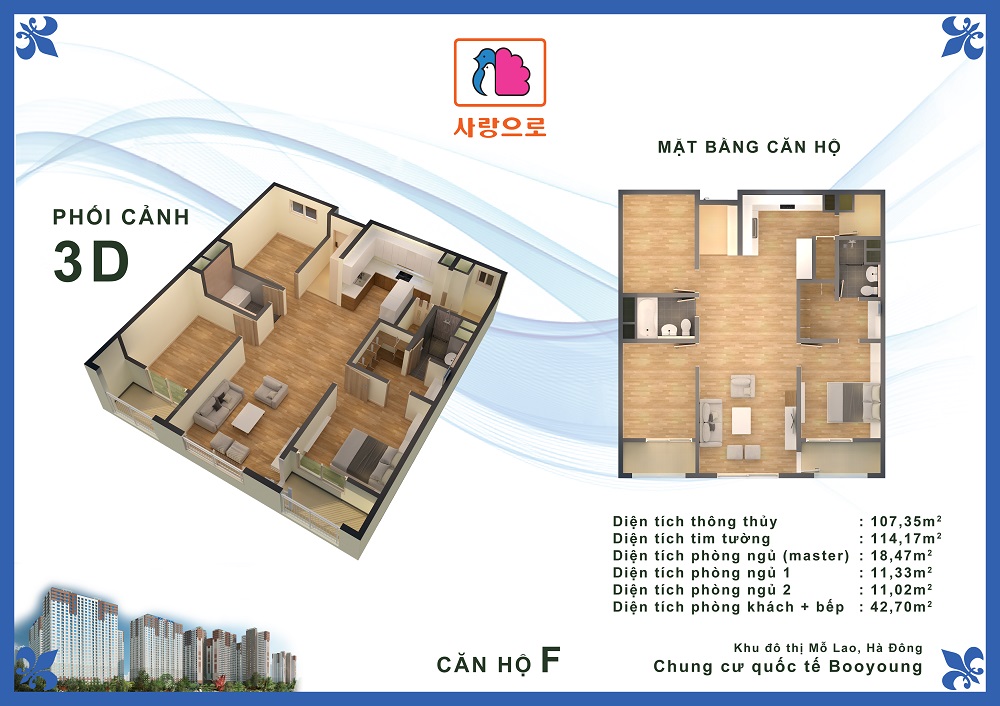 사랑으로
MẶT BẰNG CĂN HỘ
PHỐI CẢNH
3D
Diện tích thông thủy : 107,35m²
Diện tích tim tường : 114,17m²
Diện tích phòng ngủ (master) : 18,47m²
Diện tích phòng ngủ 1 : 11,33m²
Diện tích phòng ngủ 2 : 11,02m²
Diện tích phòng khách + bếp : 42,70m²
CĂN HỘ F
Khu đô thị Mỗ Lao, Hà Đông
Chung cư quốc tế Booyoung